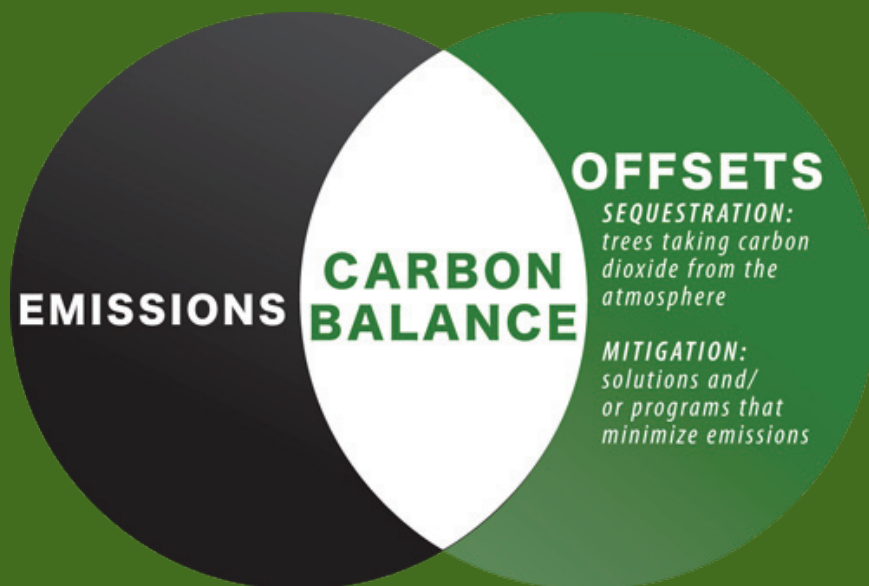 EMISSIONS
CARBON
BALANCE
OFFSETS
SEQUESTRATION:
trees taking carbon
dioxide from the
atmosphere
MITIGATION:
solutions and/
or programs that
minimize emissions